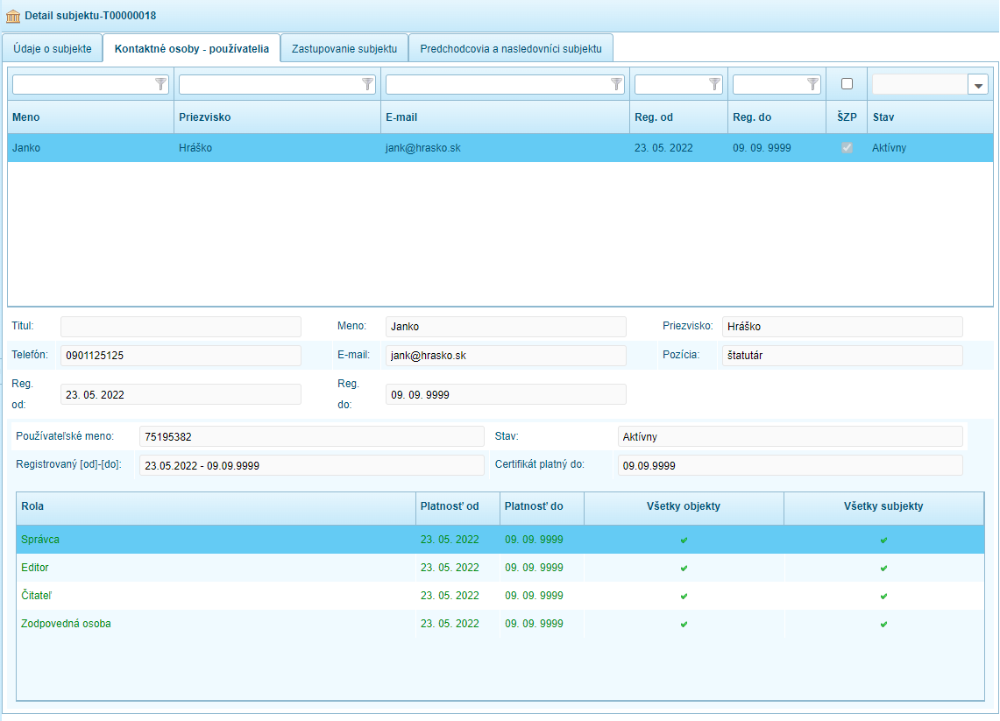 Detail subjektu-T00000018
Údaje o subjekte Kontaktné osoby - používatelia Zastupovanie subjektu Predchodcovia a nasledovníci subjektu
Meno Priezvisko E-mail Reg. od Reg. do ŠZP Stav
Janko Hráško jank@hrasko.sk 23. 05. 2022 09. 09. 9999 Aktívny
Titul: Meno: Janko Priezvisko: Hráško
Telefón: 0901125125 E-mail: jank@hrasko.sk Pozícia: štatutár
Reg. od: 23. 05. 2022 Reg. do: 09. 09. 9999
Používateľské meno: 75195382 Stav: Aktívny
Registrovaný [od]-[do]: 23.05.2022 - 09.09.9999 Certifikát platný do: 09.09.9999
Rola Platnosť od Platnosť do Všetky objekty Všetky subjekty
Správca 23. 05. 2022 09. 09. 9999
Editor 23. 05. 2022 09. 09. 9999
Čitateľ 23. 05. 2022 09. 09. 9999
Zodpovedná osoba 23. 05. 2022 09. 09. 9999